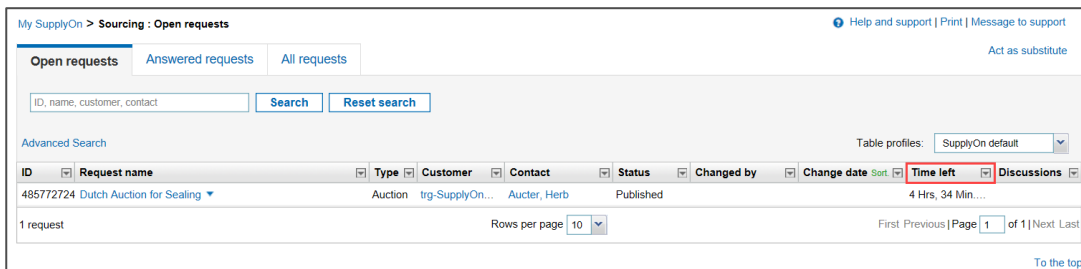 My SupplyOn > Sourcing : Open requests
Help and support | Print | Message to support
Act as substitute
Open requests Answered requests All requests
ID, name, customer, contact Search Reset search
Advanced Search Table profiles: SupplyOn default
ID Request name Type Customer Contact Status Changed by Change date Sort. Time left Discussions
485772724 Dutch Auction for Sealing Auction trg-SupplyOn... Aucter, Herb Published 4 Hrs, 34 Min....
1 request Rows per page 10 First Previous | Page 1 of 1 | Next Last
To the top